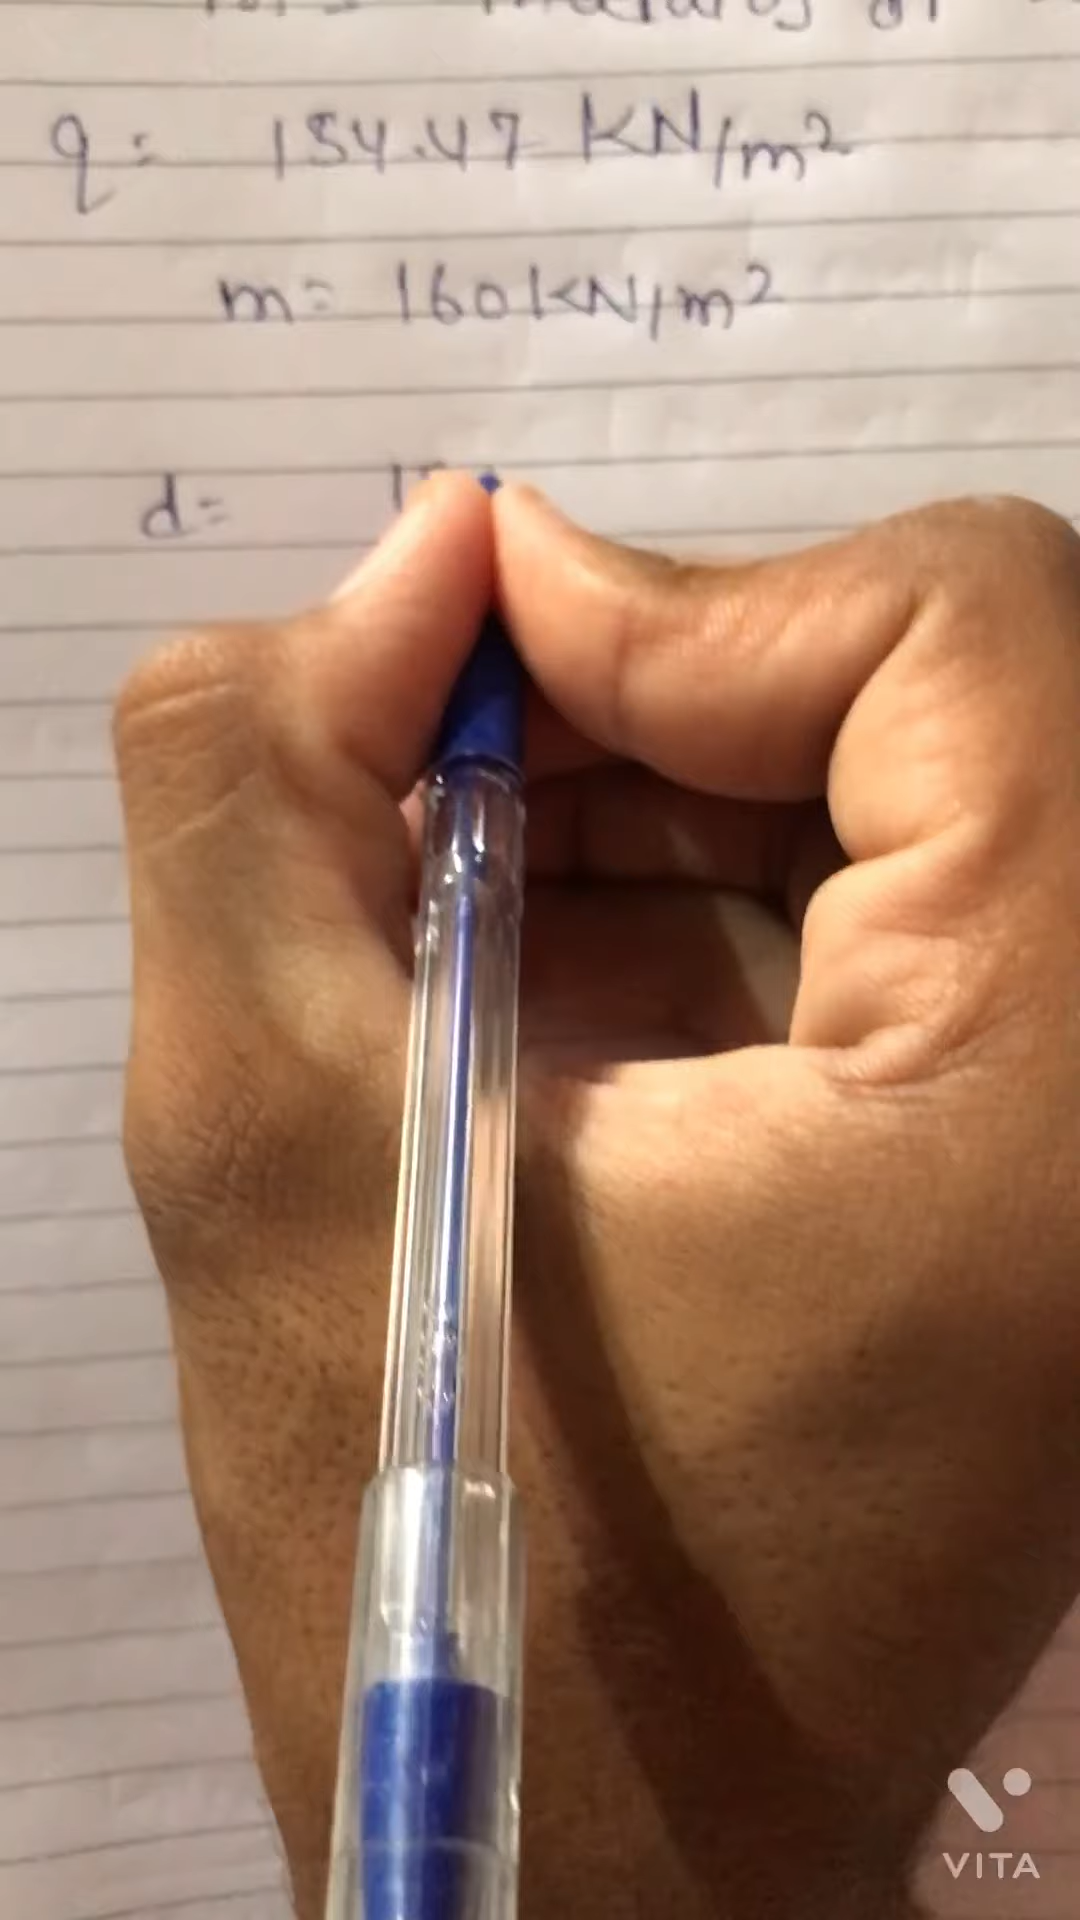 q = 154.47 KN/m²
m = 160 KN/m²
d =
VITA